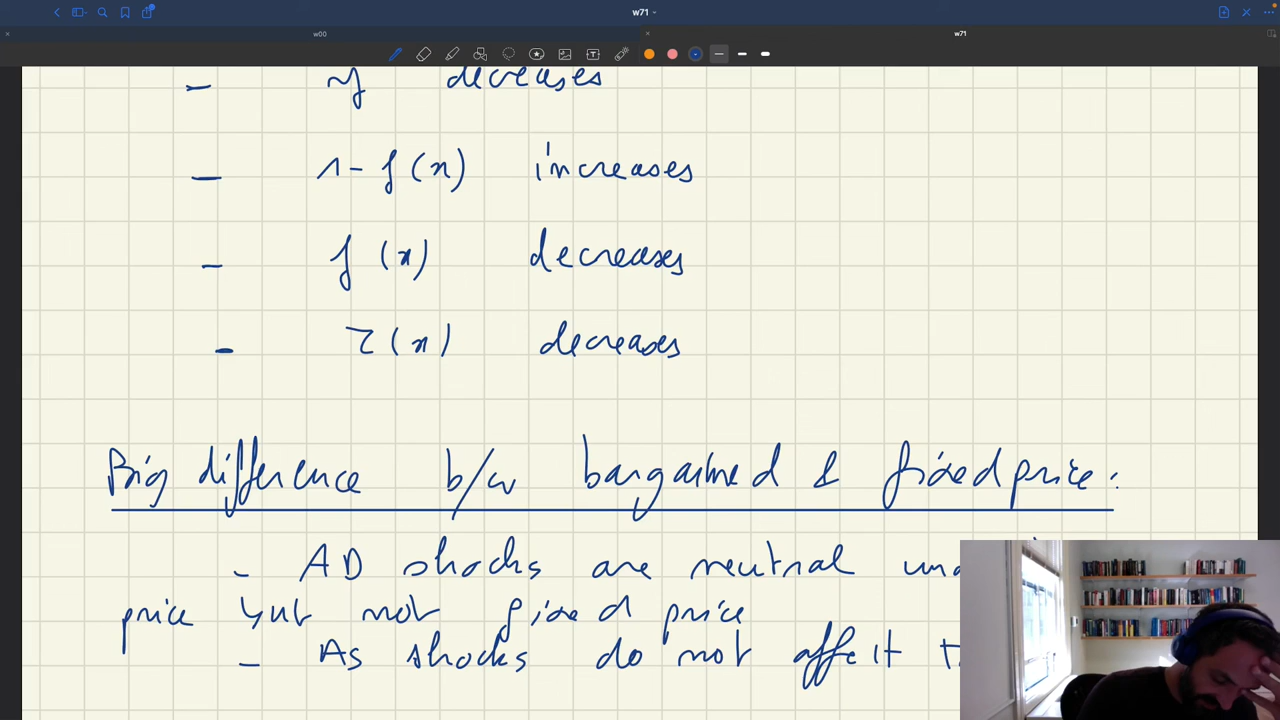 w71
w00
w71
- y decreases
- 1-f(x) increases
- f(x) decreases
- τ(x) decreases
Big difference b/w bargained & fixed price:
- AD shocks are neutral
price but not fixed price
- AS shocks do not affect